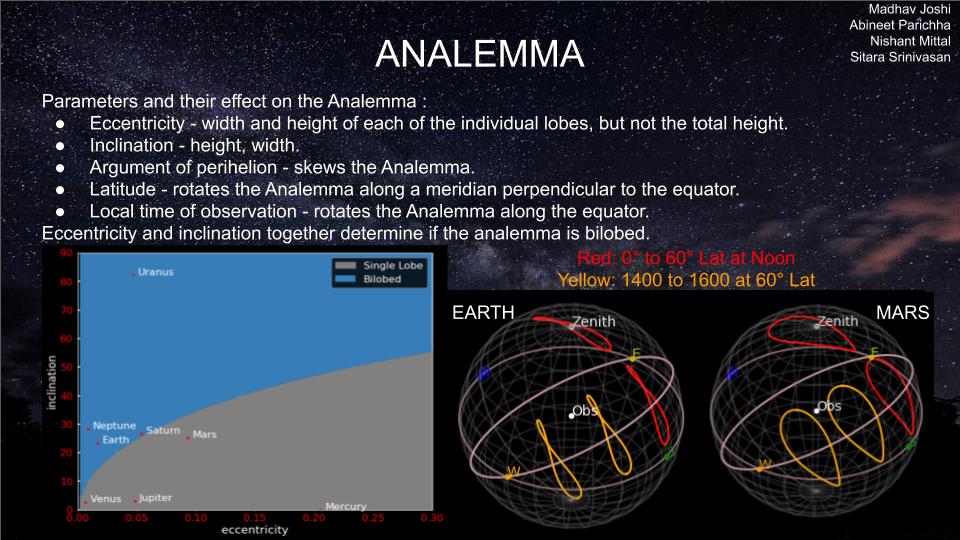 Madhav Joshi
Abineet Parichha
Nishant Mittal
Sitara Srinivasan
ANALEMMA
Parameters and their effect on the Analemma :
● Eccentricity - width and height of each of the individual lobes, but not the total height.
● Inclination - height, width.
● Argument of perihelion - skews the Analemma.
● Latitude - rotates the Analemma along a meridian perpendicular to the equator.
● Local time of observation - rotates the Analemma along the equator.
Eccentricity and inclination together determine if the analemma is bilobed.
Red: 0° to 60° Lat at Noon
Yellow: 1400 to 1600 at 60° Lat
90
80
70
60
50
40
30
20
10
0
inclination
Uranus
Single Lobe
Bilobed
Neptune
Earth
Saturn
Mars
Venus
Jupiter
Mercury
0.00 0.05 0.10 0.15 0.20 0.25 0.30
eccentricity
EARTH
Zenith
E
N
Obs
S
W
MARS
Zenith
E
N
Obs
S
W